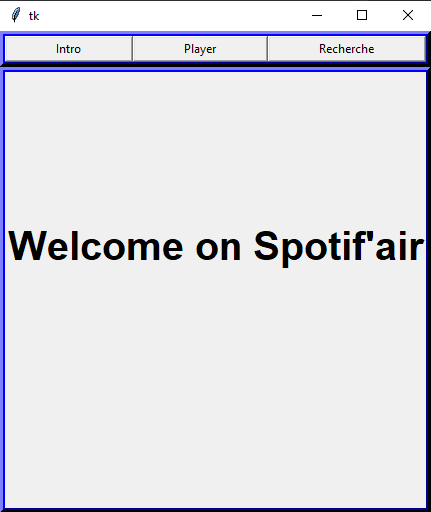 tk
Intro Player Recherche
Welcome on Spotif'air